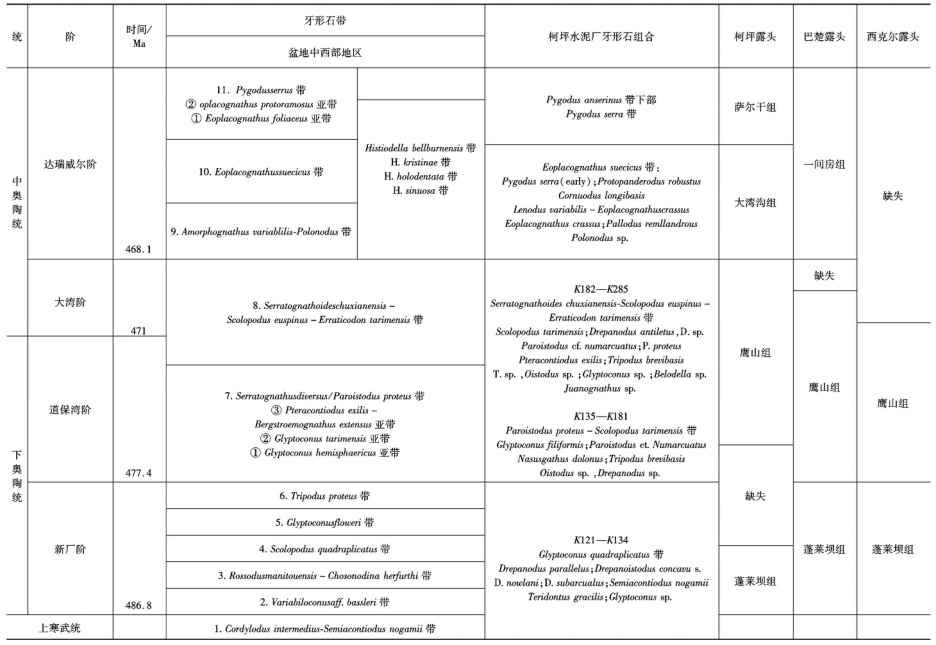 统
阶
时间/
Ma
牙形石带
盆地中西部地区
柯坪水泥厂牙形石组合
柯坪露头
巴楚露头
西克尔露头
中奥陶统
达瑞威尔阶
468.1
11. Pygodusserrus 带
② oplacognathus protoramosus 亚带
① Eoplacognathus foliaceus 亚带
10. Eoplacognathussuecicus 带
9. Amorphognathus variablilis-Polonodus 带
Histiodella bellburnensis 带
H. kristinae 带
H. holodentata 带
H. sinuosa 带
Pygodus anserinus 带下部
Pygodus serra 带
Eoplacognathus suecicus 带:
Pygodus serra(early);Protopanderodus robustus
Cornuodus longibasis
Lenodus variabilis–Eoplacognathuscrassus
Eoplacognathus crassus;Pallodus remllandrous
Polonodus sp.
萨尔干组
大湾沟组
一间房组
缺失
大湾阶
471
8. Serratognathoideschuxianensis–
Scolopodus euspinus–Erraticodon tarimensis 带
K182—K285
Serratognathoides chuxianensis-Scolopodus euspinus–
Erraticodon tarimensis 带
Scolopodus tarimensis;Drepanodus antiletus,D. sp.
Paroistodus cf. numarcuatus;P. proteus
Pteracontiodus exilis;Tripodus brevibasis
T. sp.,Oistodus sp.;Glyptoconus sp.;Belodella sp.
Juanognathus sp.
鹰山组
缺失
鹰山组
鹰山组
下奥陶统
道保湾阶
477.4
7. Serratognathusdiversus/Paroistodus proteus 带
③ Pteracontiodus exilis–
Bergstroemognathus extensus 亚带
② Glyptoconus tarimensis 亚带
① Glyptoconus hemisphaericus 亚带
K135—K181
Paroistodus proteus–Scolopodus tarimensis 带
Glyptoconus filiformis;Paroistodus ct. Numarcuatus
Nasusgathus dolonus;Tripodus brevibasis
Oistodus sp.,Drepanodus sp.
缺失
新厂阶
486.8
6. Tripodus proteus 带
5. Glyptoconusfloweri 带
4. Scolopodus quadraplicatus 带
3. Rossodusmanitouensis–Chosonodina herfurthi 带
2. Variabiloconusaff. bassleri 带
K121—K134
Glyptoconus quadraplicatus 带
Drepanodus parallelus;Drepanoistodus concavu s.
D. nowlani;D. subarcualus;Semiacontiodus nogamii
Teridontus gracilis;Glyptoconus sp.
蓬莱坝组
蓬莱坝组
蓬莱坝组
上寒武统
1. Cordylodus intermedius-Semiacontiodus nogamii 带